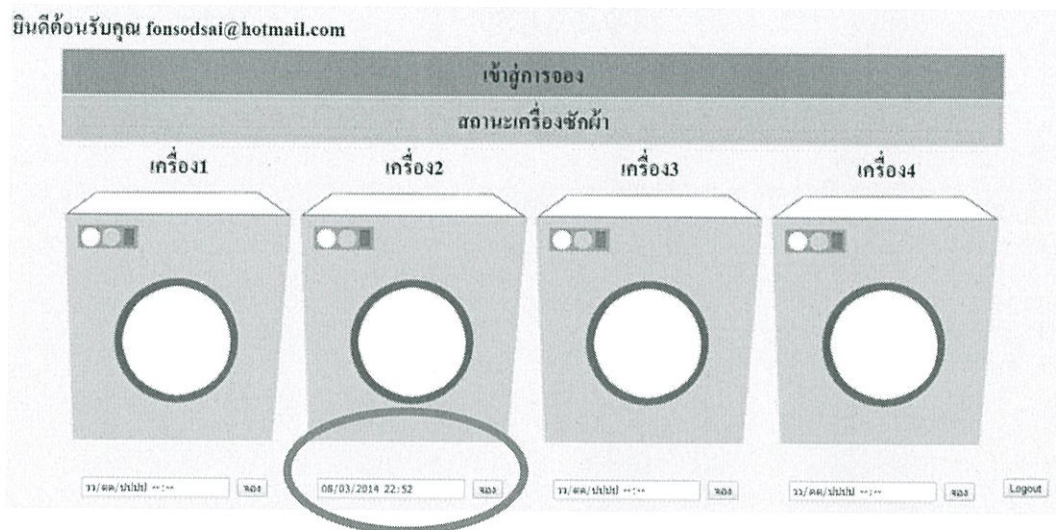 ยินดีต้อนรับคุณ fonsodsai@hotmail.com
เข้าสู่การจอง
สถานะเครื่องซักผ้า
เครื่อง1 เครื่อง2 เครื่อง3 เครื่อง4
วว/ดด/ปปปป --:-- จอง 08/03/2014 22:52 จอง วว/ดด/ปปปป --:-- จอง วว/ดด/ปปปป --:-- จอง Logout